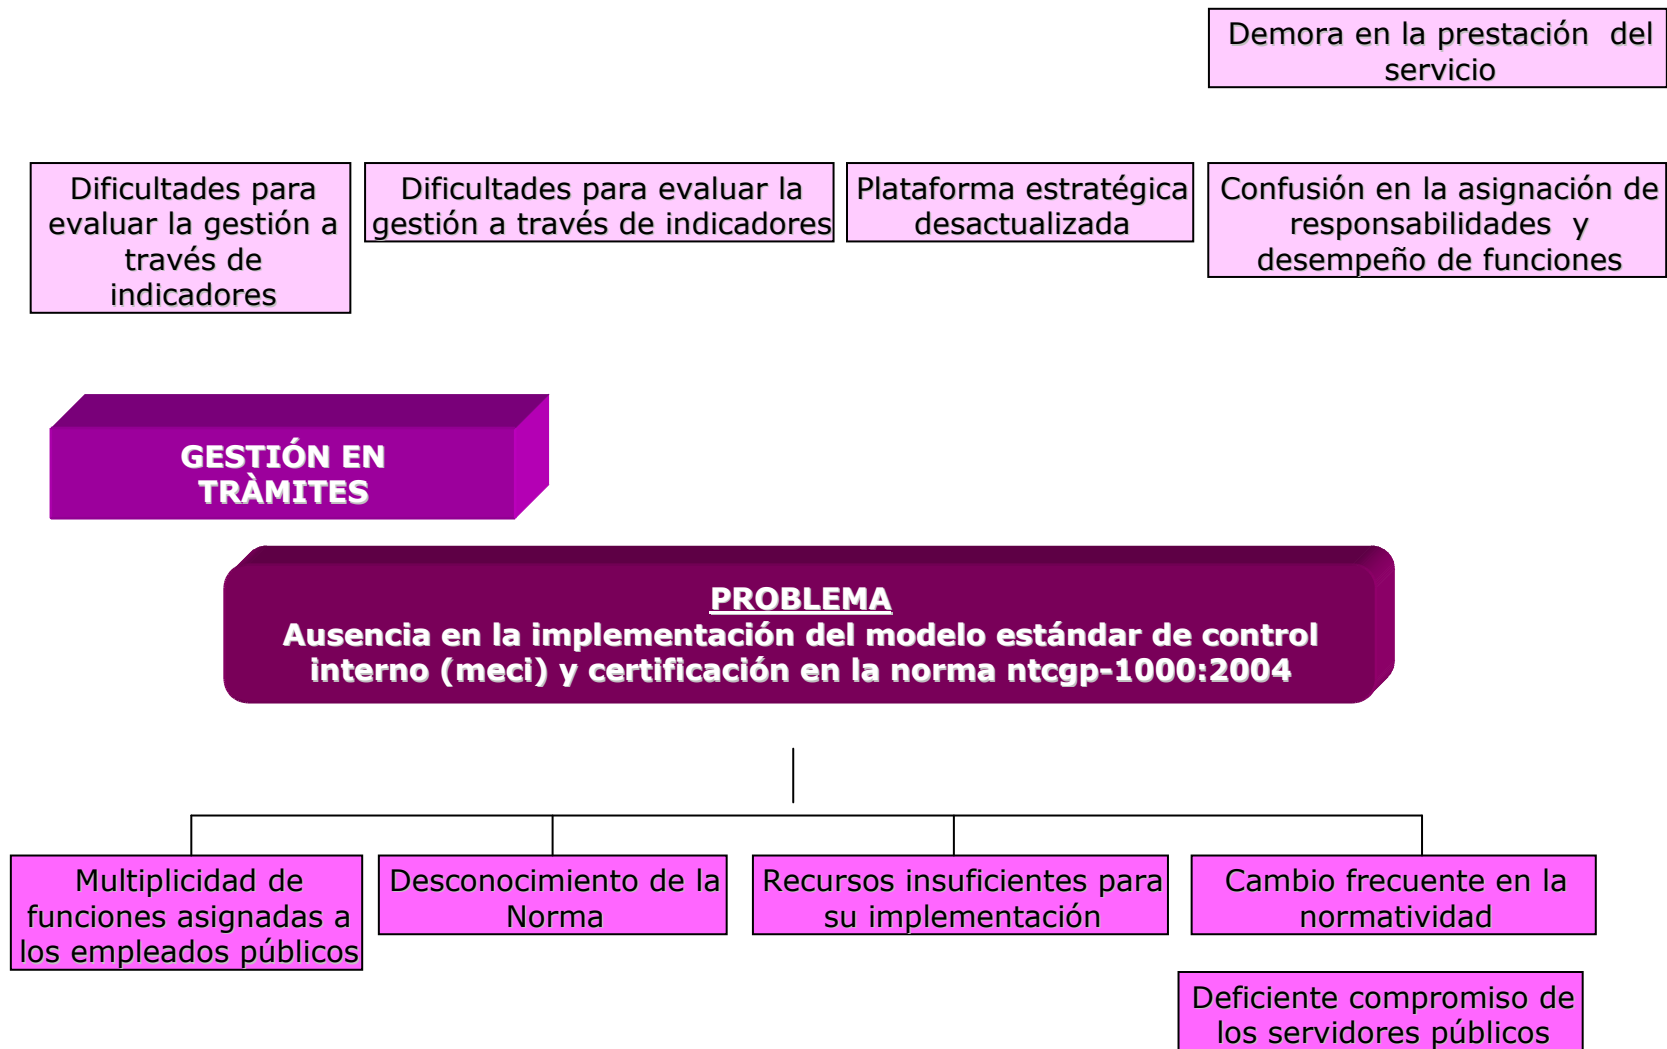 Demora en la prestación  del
servicio
Dificultades para
evaluar la gestión a
través de
indicadores
Dificultades para evaluar la
gestión a través de indicadores
Plataforma estratégica
desactualizada
Confusión en la asignación de
responsabilidades  y
desempeño de funciones
GESTIÓN EN
TRÀMITES
PROBLEMA
Ausencia en la implementación del modelo estándar de control
interno (meci) y certificación en la norma ntcgp-1000:2004
Multiplicidad de
funciones asignadas a
los empleados públicos
Desconocimiento de la
Norma
Recursos insuficientes para
su implementación
Cambio frecuente en la
normatividad
Deficiente compromiso de
los servidores públicos